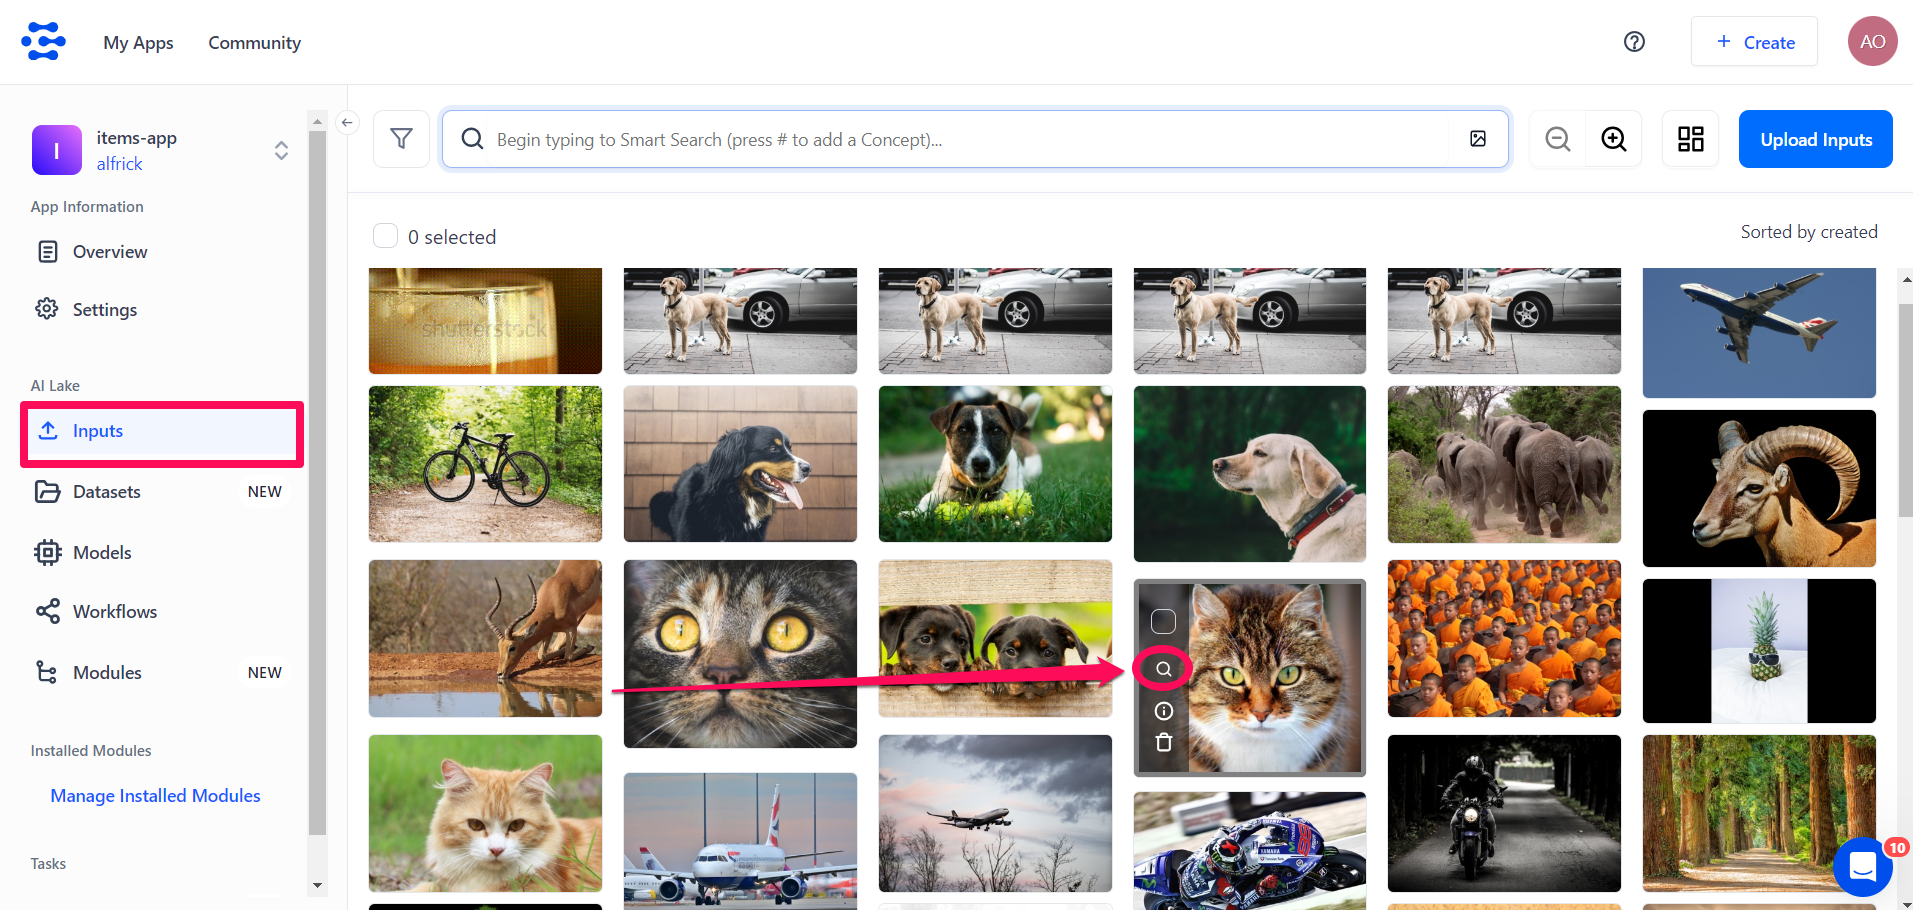 My Apps
Community
Create
AO
I
items-app
alfrick
App Information
Overview
Settings
AI Lake
Inputs
Datasets
NEW
Models
Workflows
Modules
NEW
Installed Modules
Manage Installed Modules
Tasks
Begin typing to Smart Search (press # to add a Concept)...
Upload Inputs
0 selected
Sorted by created
shutterstock
YAMAHA
10